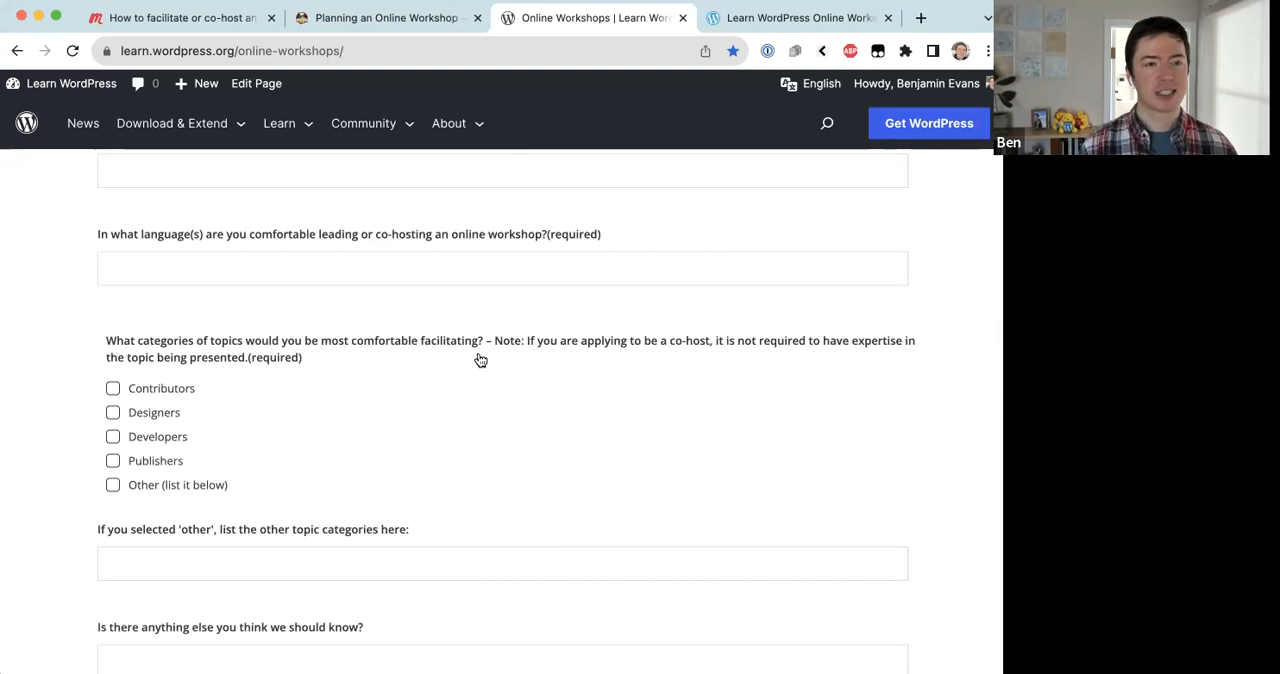 How to facilitate or co-host an
Planning an Online Workshop –
Online Workshops | Learn Wor
Learn WordPress Online Works
learn.wordpress.org/online-workshops/
ABP
Learn WordPress
0
New
Edit Page
English
Howdy, Benjamin Evans
News
Download & Extend
Learn
Community
About
Get WordPress
Ben
In what language(s) are you comfortable leading or co-hosting an online workshop?(required)
What categories of topics would you be most comfortable facilitating? – Note: If you are applying to be a co-host, it is not required to have expertise in
the topic being presented.(required)
Contributors
Designers
Developers
Publishers
Other (list it below)
If you selected 'other', list the other topic categories here:
Is there anything else you think we should know?